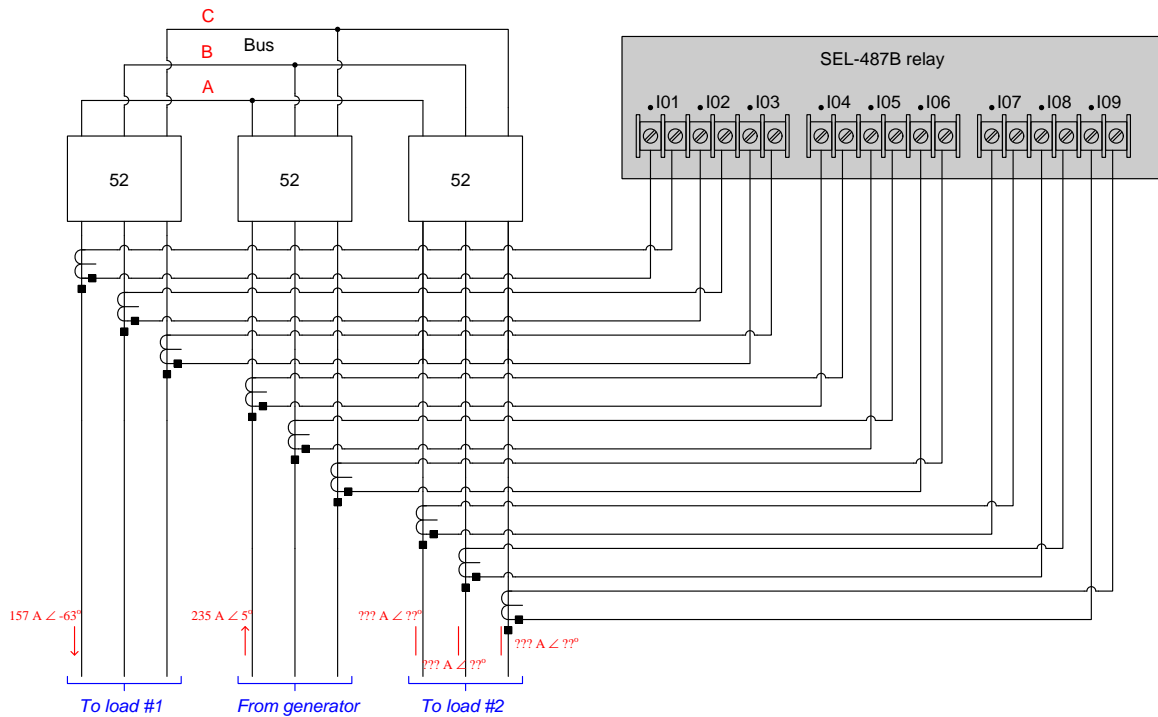 C
B
Bus
A
SEL-487B relay
I01 I02 I03 I04 I05 I06 I07 I08 I09
52 52 52
157 A ∠ -63°
235 A ∠ 5°
??? A ∠ ??°
??? A ∠ ??°
??? A ∠ ??°
To load #1
From generator
To load #2